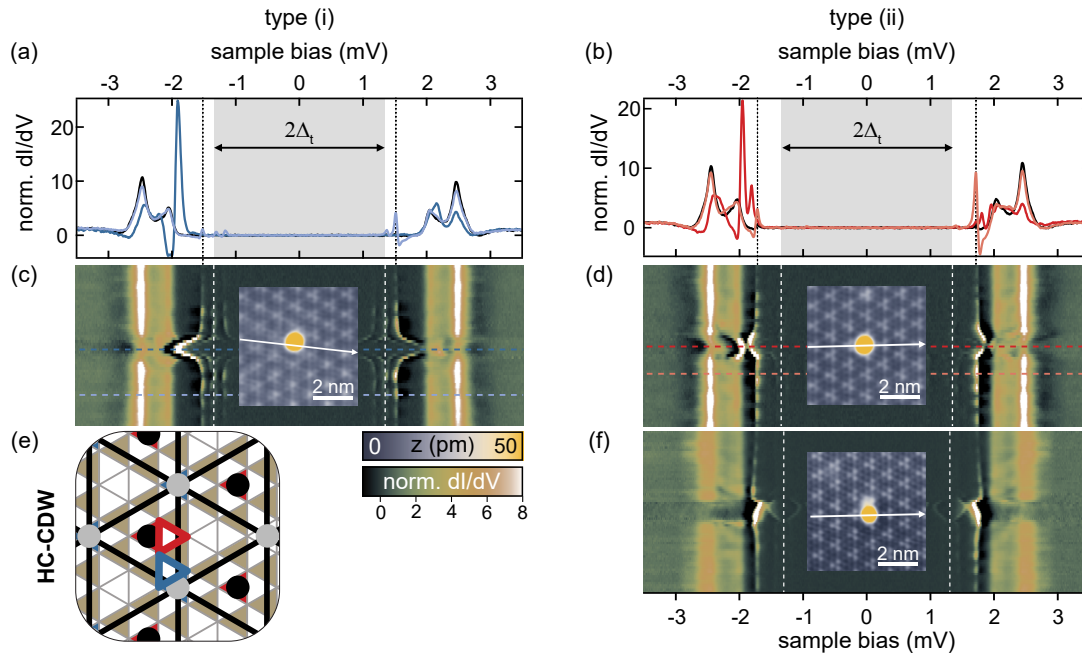 type (i)
type (ii)
(a)
sample bias (mV)
(b)
sample bias (mV)
-3 -2 -1 0 1 2 3
-3 -2 -1 0 1 2 3
norm. dI/dV
20
10
0
2Δt
norm. dI/dV
20
10
0
2Δt
(c)
2 nm
(d)
2 nm
(e)
HC-CDW
0 z (pm) 50
norm. dI/dV
0 2 4 6 8
(f)
2 nm
-3 -2 -1 0 1 2 3
sample bias (mV)